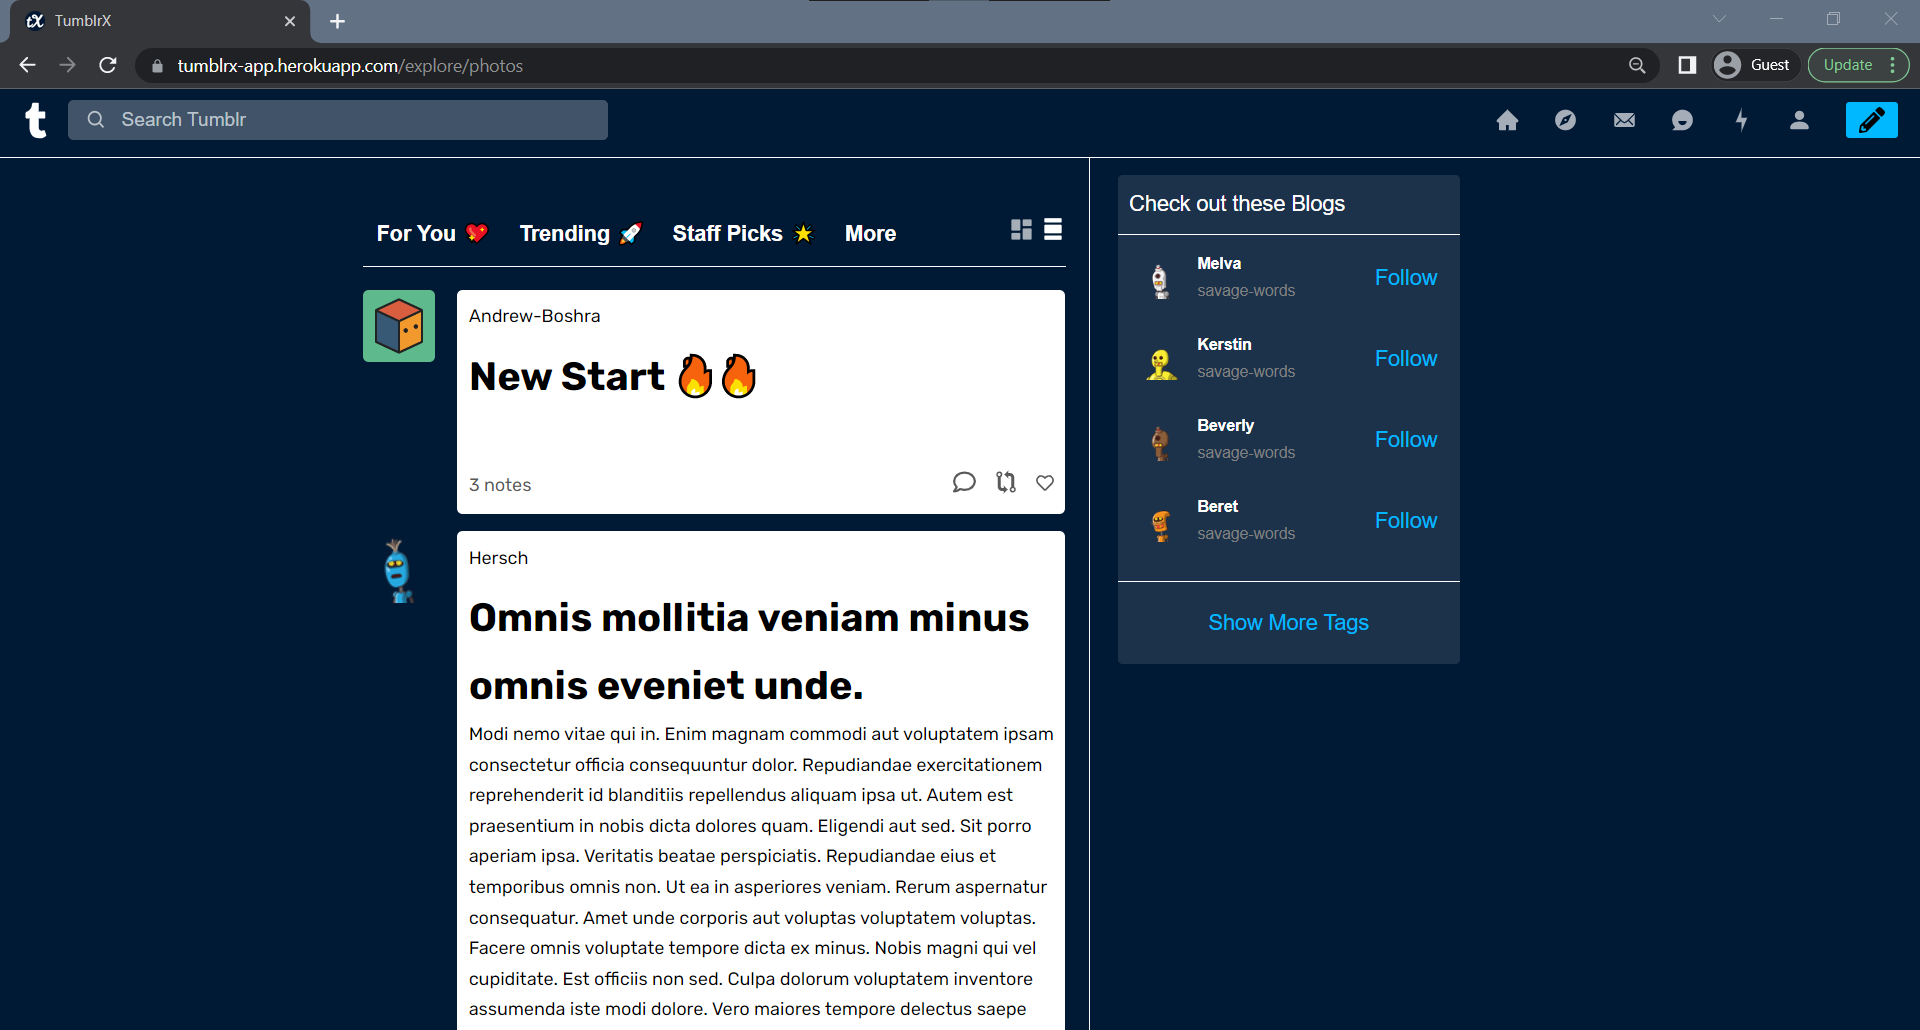 TumblrX
tumblrx-app.herokuapp.com/explore/photos
Guest
Update
t
Search Tumblr
For You 💖 Trending 🚀 Staff Picks 🌟 More
Andrew-Boshra
New Start 🔥🔥
3 notes
Hersch
Omnis mollitia veniam minus
omnis eveniet unde.
Modi nemo vitae qui in. Enim magnam commodi aut voluptatem ipsam
consectetur officia consequuntur dolor. Repudiandae exercitationem
reprehenderit id blanditiis repellendus aliquam ipsa ut. Autem est
praesentium in nobis dicta dolores quam. Eligendi aut sed. Sit porro
aperiam ipsa. Veritatis beatae perspiciatis. Repudiandae eius et
temporibus omnis non. Ut ea in asperiores veniam. Rerum aspernatur
consequatur. Amet unde corporis aut voluptas voluptatem voluptas.
Facere omnis voluptate tempore dicta ex minus. Nobis magni qui vel
cupiditate. Est officiis non sed. Culpa dolorum voluptatem inventore
assumenda iste modi dolore. Vero maiores tempore delectus saepe
Check out these Blogs
Melva
savage-words
Follow
Kerstin
savage-words
Follow
Beverly
savage-words
Follow
Beret
savage-words
Follow
Show More Tags